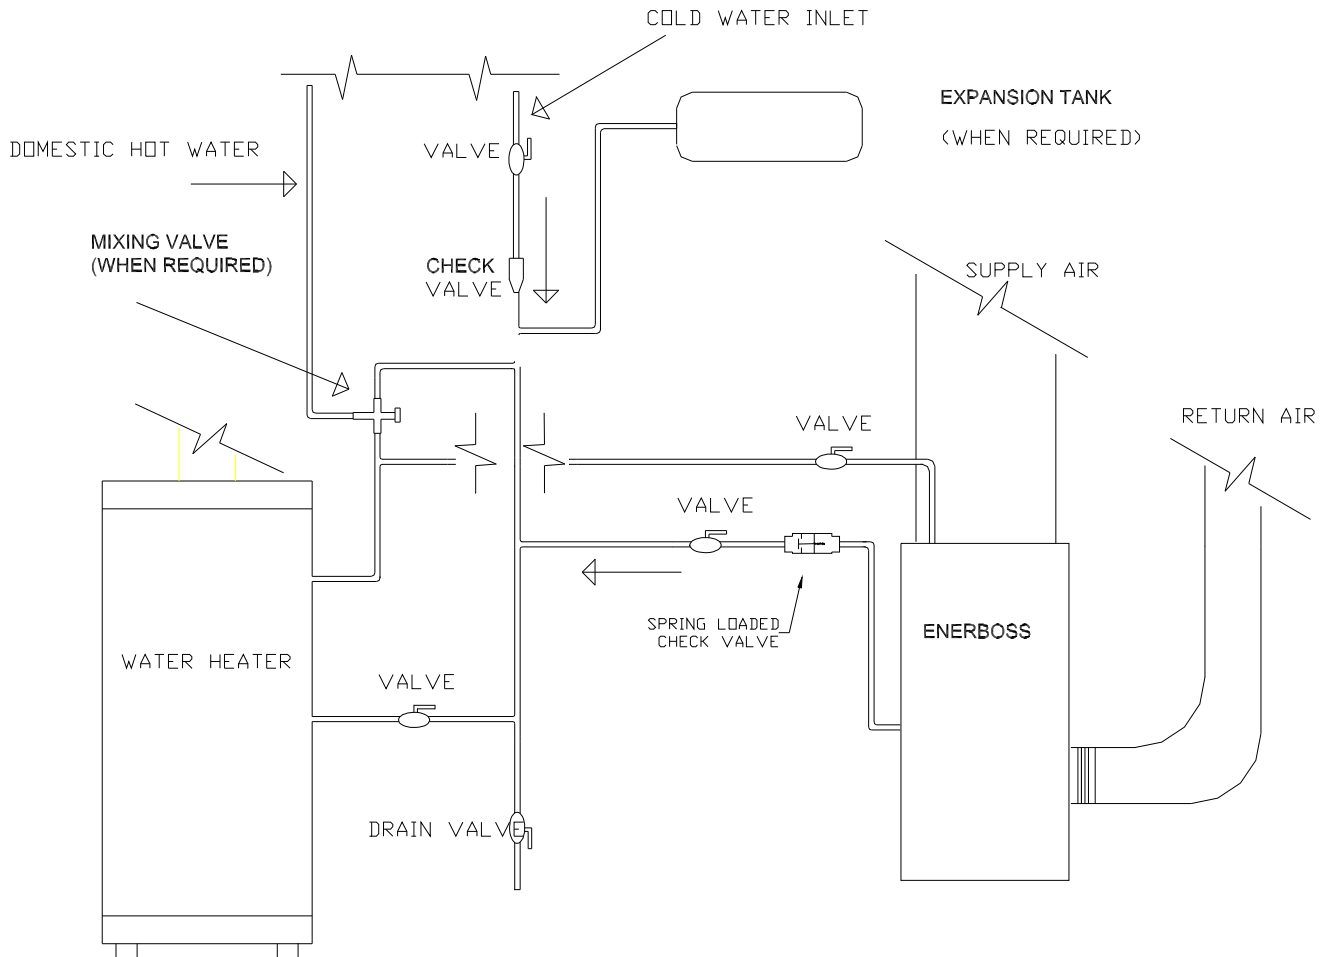 COLD WATER INLET
EXPANSION TANK
(WHEN REQUIRED)
DOMESTIC HOT WATER
VALVE
MIXING VALVE
(WHEN REQUIRED)
CHECK
VALVE
SUPPLY AIR
RETURN AIR
VALVE
VALVE
SPRING LOADED
CHECK VALVE
ENERBOSS
WATER HEATER
VALVE
DRAIN VALVE